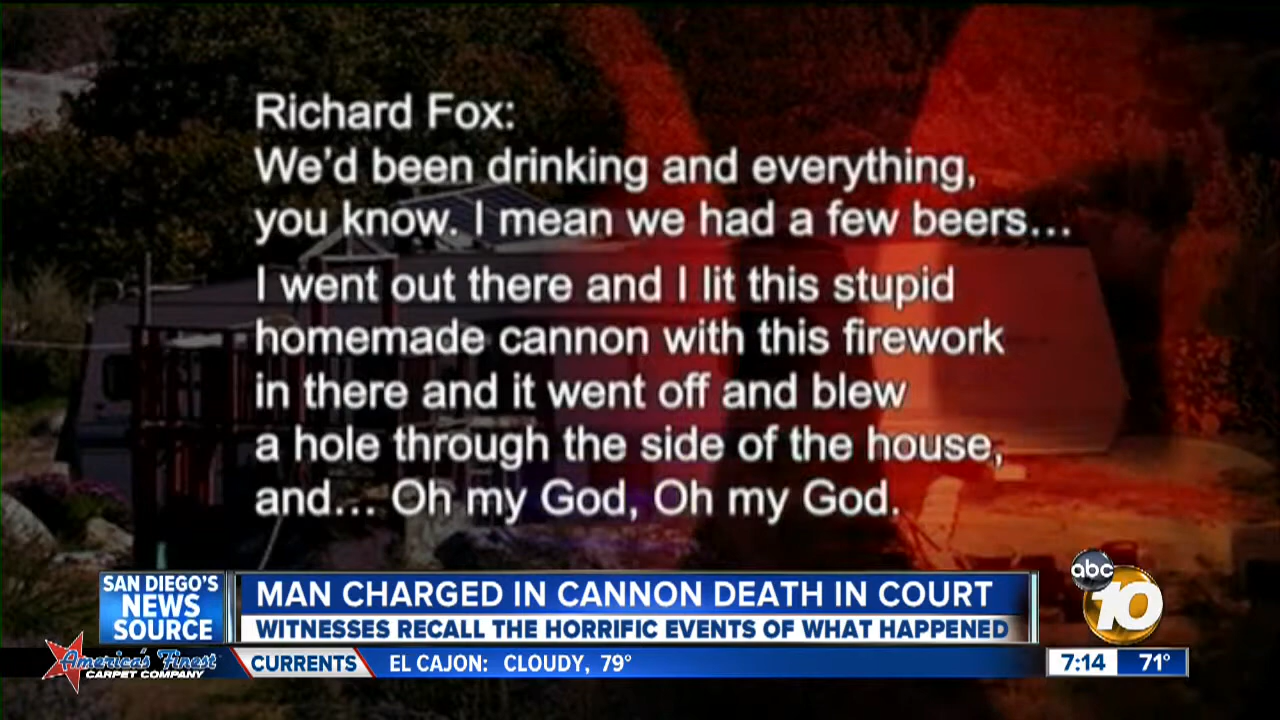 Richard Fox:
We'd been drinking and everything,
you know. I mean we had a few beers...
I went out there and I lit this stupid
homemade cannon with this firework
in there and it went off and blew
a hole through the side of the house,
and... Oh my God, Oh my God.
SAN DIEGO'S
NEWS
SOURCE
MAN CHARGED IN CANNON DEATH IN COURT
WITNESSES RECALL THE HORRIFIC EVENTS OF WHAT HAPPENED
abc
10
America's Finest
CARPET COMPANY
CURRENTS
EL CAJON: CLOUDY, 79°
7:14
71°